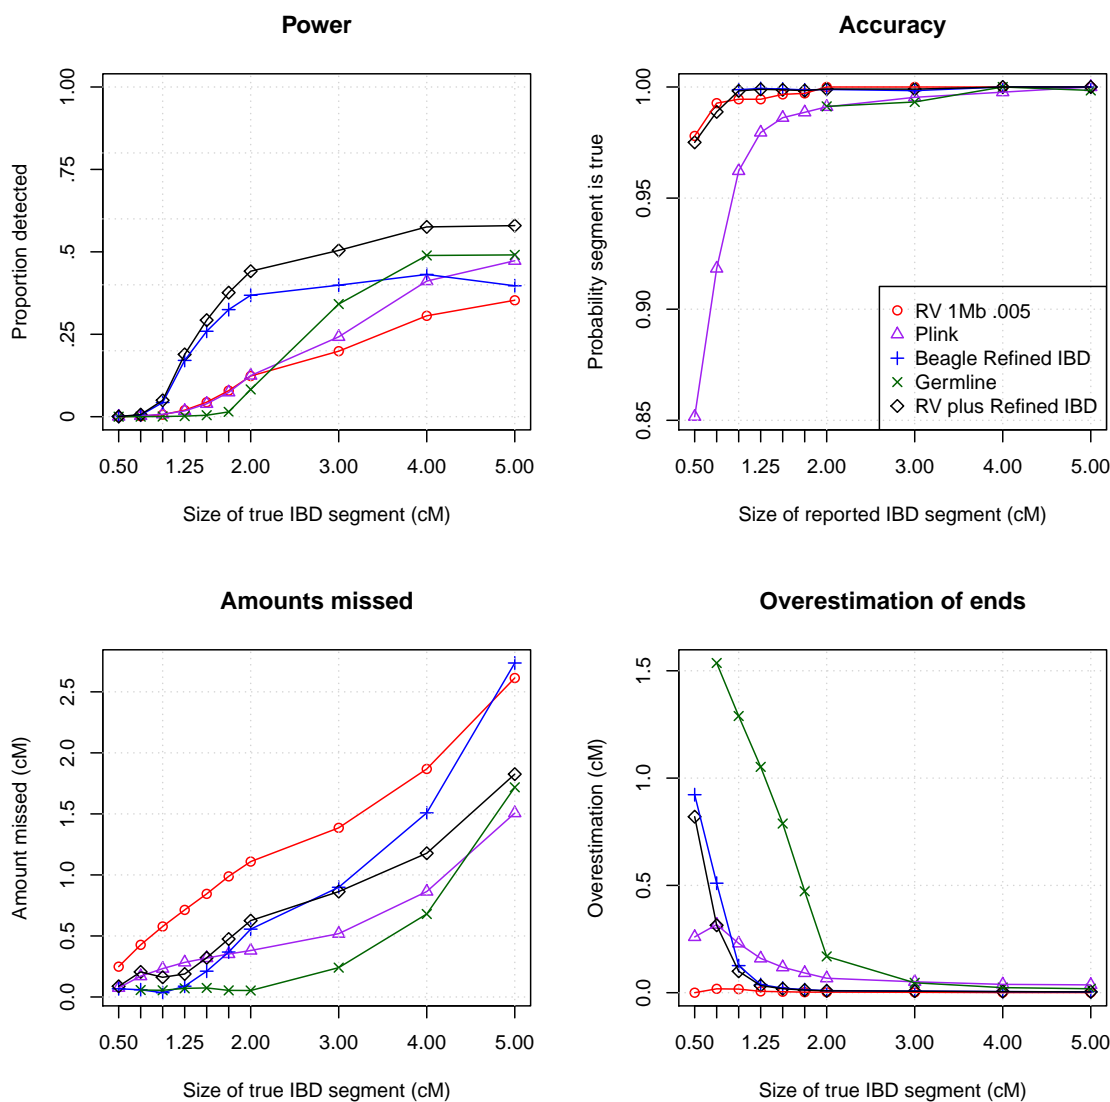 Power
Proportion detected
1.00
.75
.5
.25
0
0.50 1.25 2.00 3.00 4.00 5.00
Size of true IBD segment (cM)
Accuracy
Probability segment is true
1.00
0.95
0.90
0.85
RV 1Mb .005
Plink
Beagle Refined IBD
Germline
RV plus Refined IBD
0.50 1.25 2.00 3.00 4.00 5.00
Size of reported IBD segment (cM)
Amounts missed
Amount missed (cM)
2.5
2.0
1.5
1.0
0.5
0.0
0.50 1.25 2.00 3.00 4.00 5.00
Size of true IBD segment (cM)
Overestimation of ends
Overestimation (cM)
1.5
1.0
0.5
0.0
0.50 1.25 2.00 3.00 4.00 5.00
Size of true IBD segment (cM)